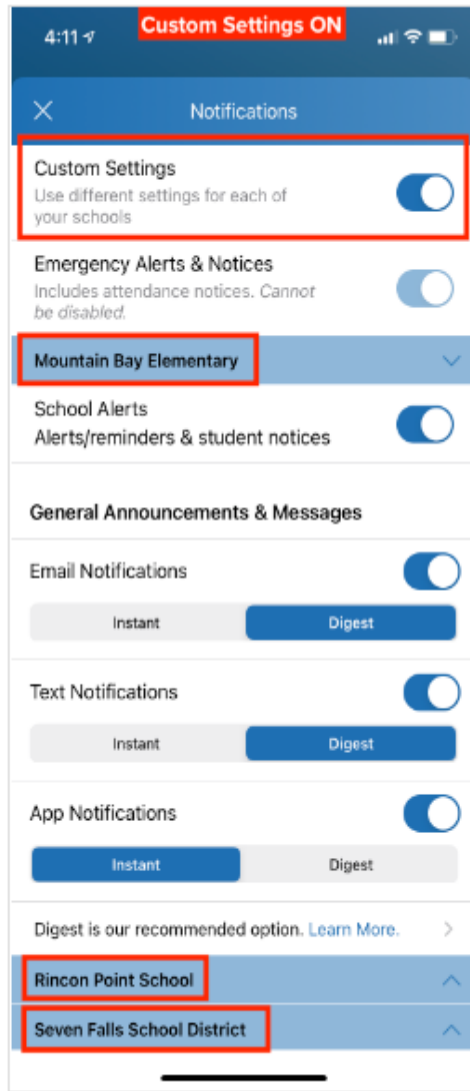 Custom Settings ON
4:11
Notifications
Custom Settings
Use different settings for each of
your schools
Emergency Alerts & Notices
Includes attendance notices. Cannot
be disabled.
Mountain Bay Elementary
School Alerts
Alerts/reminders & student notices
General Announcements & Messages
Email Notifications
Instant Digest
Text Notifications
Instant Digest
App Notifications
Instant Digest
Digest is our recommended option. Learn More.
Rincon Point School
Seven Falls School District